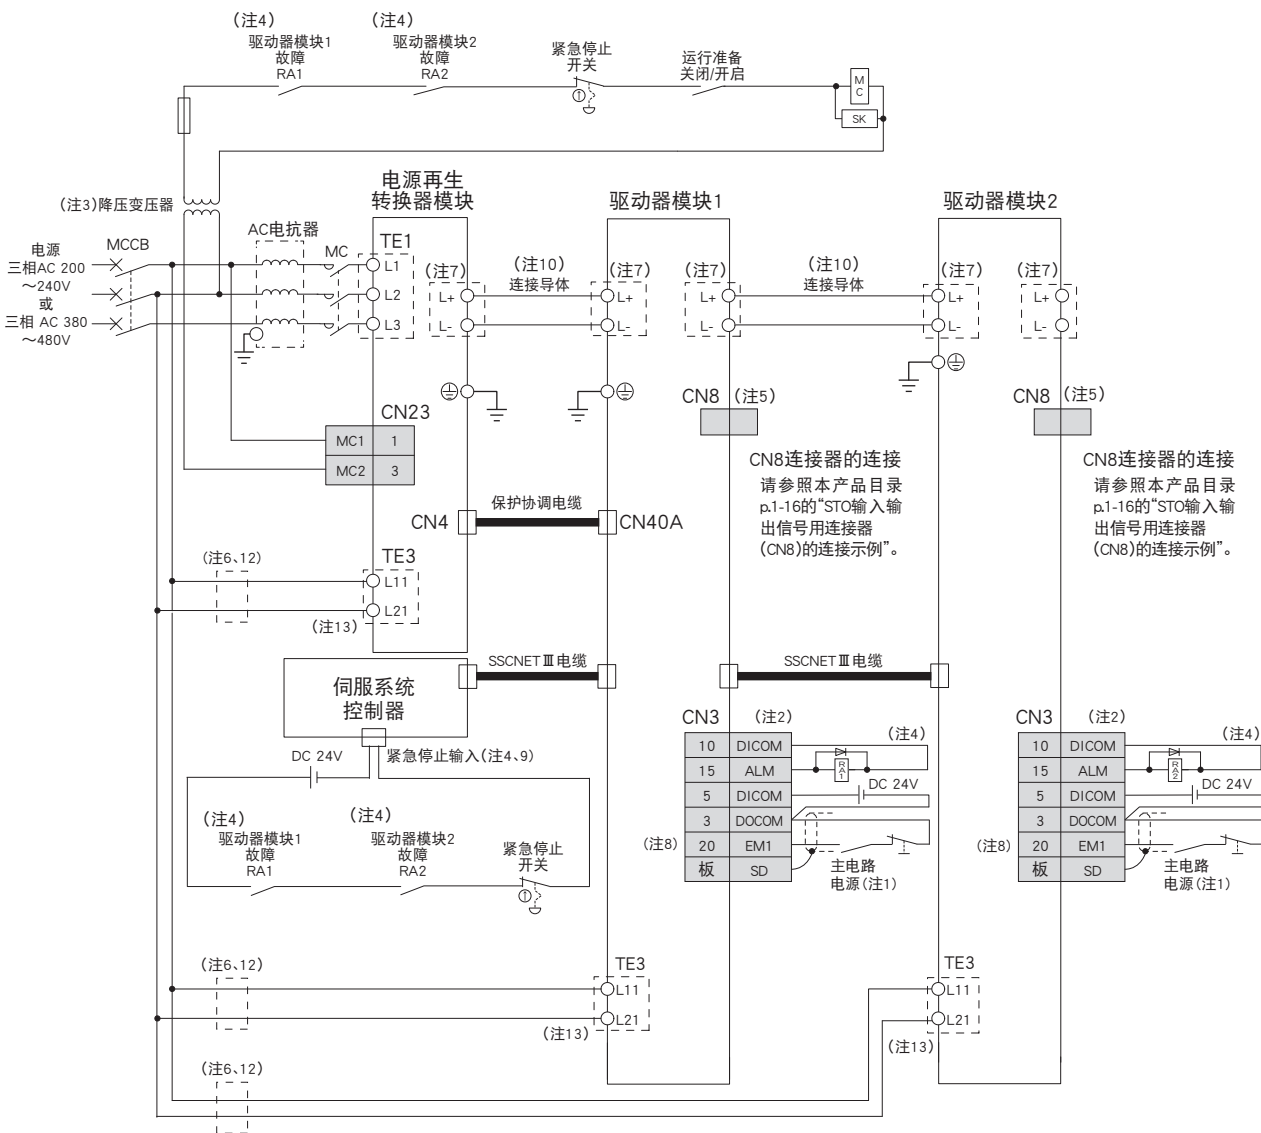 (注4)
驱动器模块1
故障
RA1
(注4)
驱动器模块2
故障
RA2
紧急停止
开关
运行准备
关闭/开启
MC
SK
(注3)降压变压器
电源再生
转换器模块
驱动器模块1
驱动器模块2
电源
三相AC 200
～240V
或
三相 AC 380
～480V
MCCB
AC电抗器
MC
TE1
L1
L2
L3
(注7)
L+
L-
(注10)
连接导体
(注7)
L+
L-
(注7)
L+
L-
(注10)
连接导体
(注7)
L+
L-
(注7)
L+
L-
CN23
MC1 1
MC2 3
CN8 (注5)
CN8连接器的连接
请参照本产品目录
p.1-16的“STO输入输
出信号用连接器
(CN8)的连接示例”。
CN8 (注5)
CN8连接器的连接
请参照本产品目录
p.1-16的“STO输入输
出信号用连接器
(CN8)的连接示例”。
CN4
保护协调电缆
CN40A
(注6、12)
TE3
L11
L21
(注13)
伺服系统
控制器
SSCNETⅢ电缆
SSCNETⅢ电缆
DC 24V
紧急停止输入(注4、9)
(注4)
驱动器模块1
故障
RA1
(注4)
驱动器模块2
故障
RA2
紧急停止
开关
CN3 (注2)
10 DICOM
15 ALM
5 DICOM
3 DOCOM
20 EM1
板 SD
(注4)
RA1
DC 24V
(注8)
主电路
电源(注1)
CN3 (注2)
10 DICOM
15 ALM
5 DICOM
3 DOCOM
20 EM1
板 SD
(注4)
RA2
DC 24V
(注8)
主电路
电源(注1)
(注6、12)
TE3
L11
L21
(注13)
TE3
L11
L21
(注13)
(注6、12)